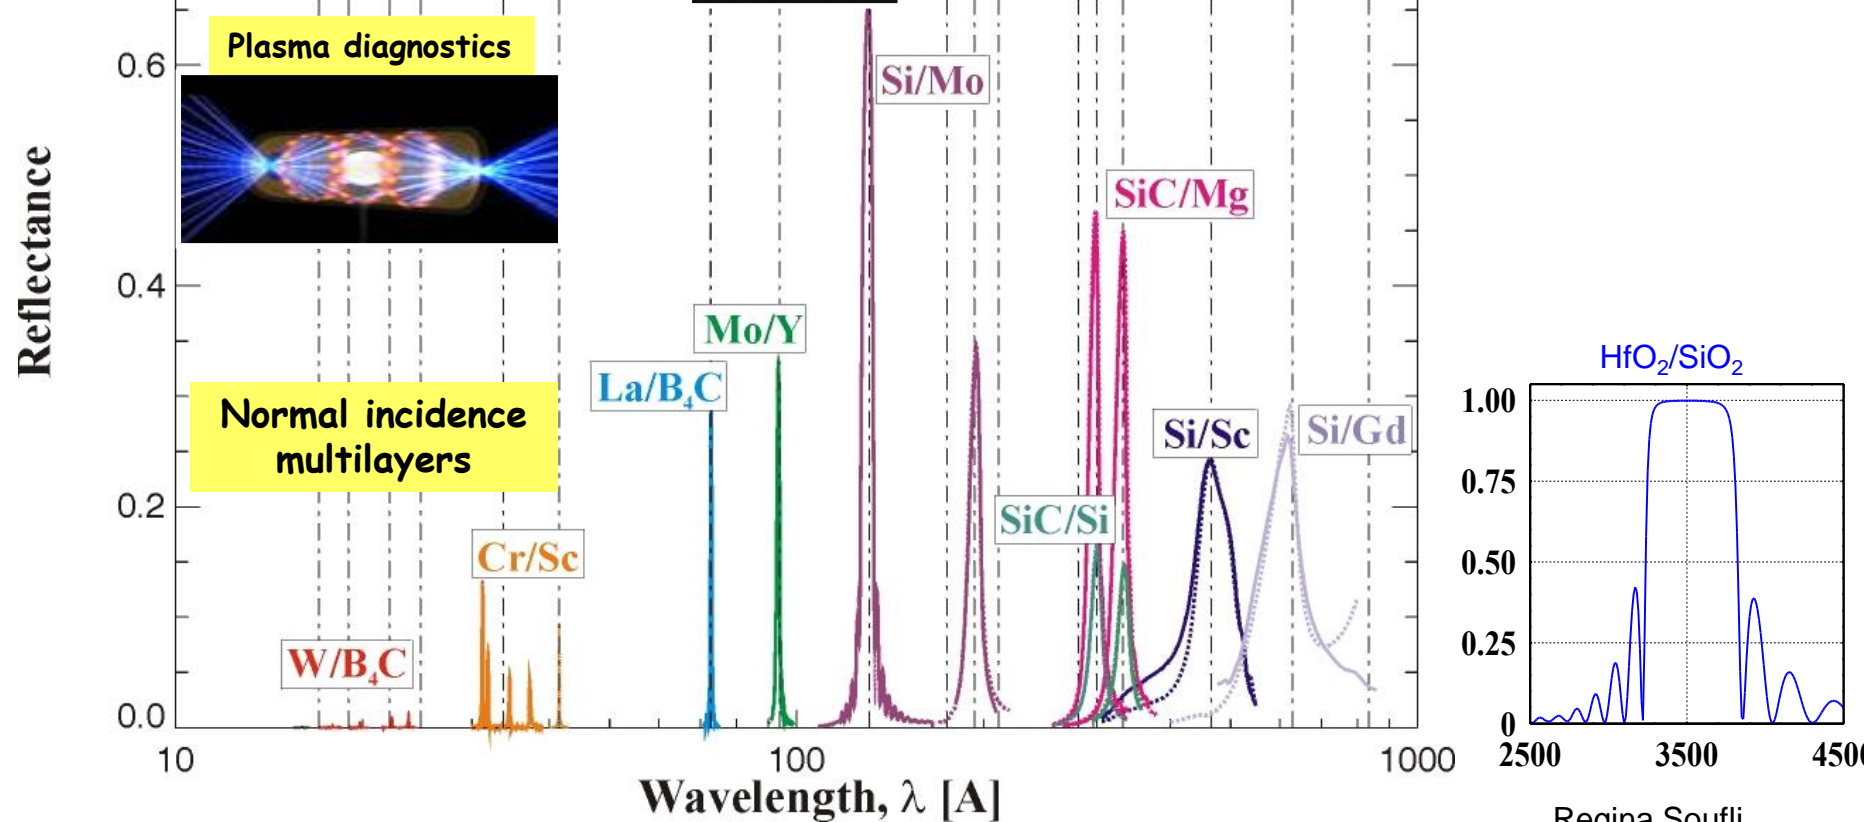 Plasma diagnostics
Normal incidence
multilayers
Reflectance
0.6
0.4
0.2
0.0
10
100
1000
Wavelength, λ [A]
W/B₄C
Cr/Sc
La/B₄C
Mo/Y
Si/Mo
SiC/Mg
SiC/Si
Si/Sc
Si/Gd
HfO₂/SiO₂
1.00
0.75
0.50
0.25
0
2500
3500
Regina Soufli